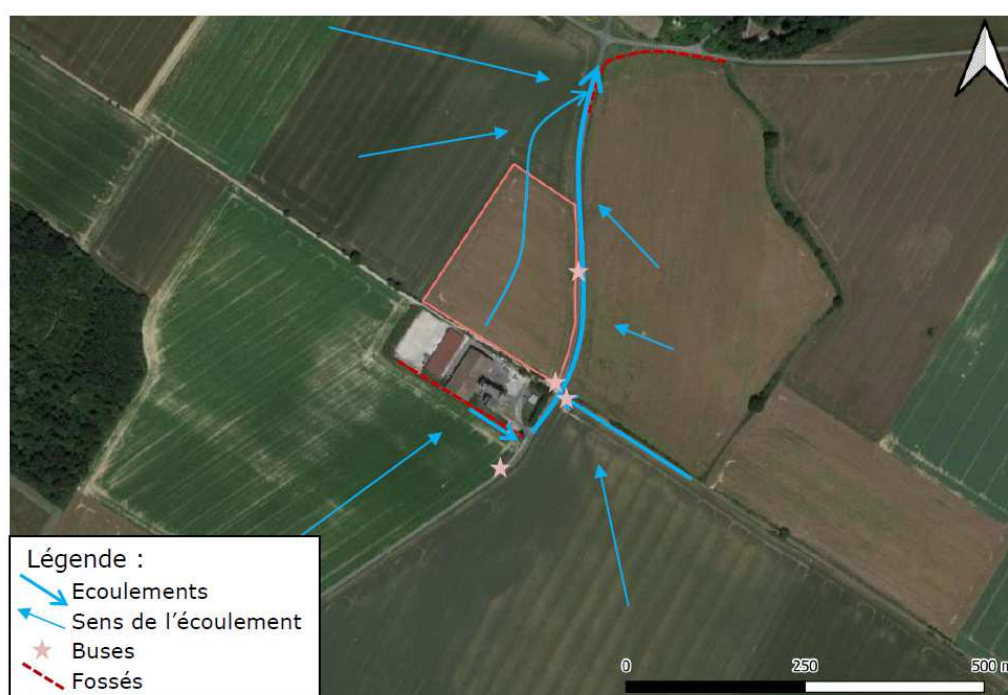 Légende :
Ecoulements
Sens de l'écoulement
Buses
Fossés
0 250 500 m